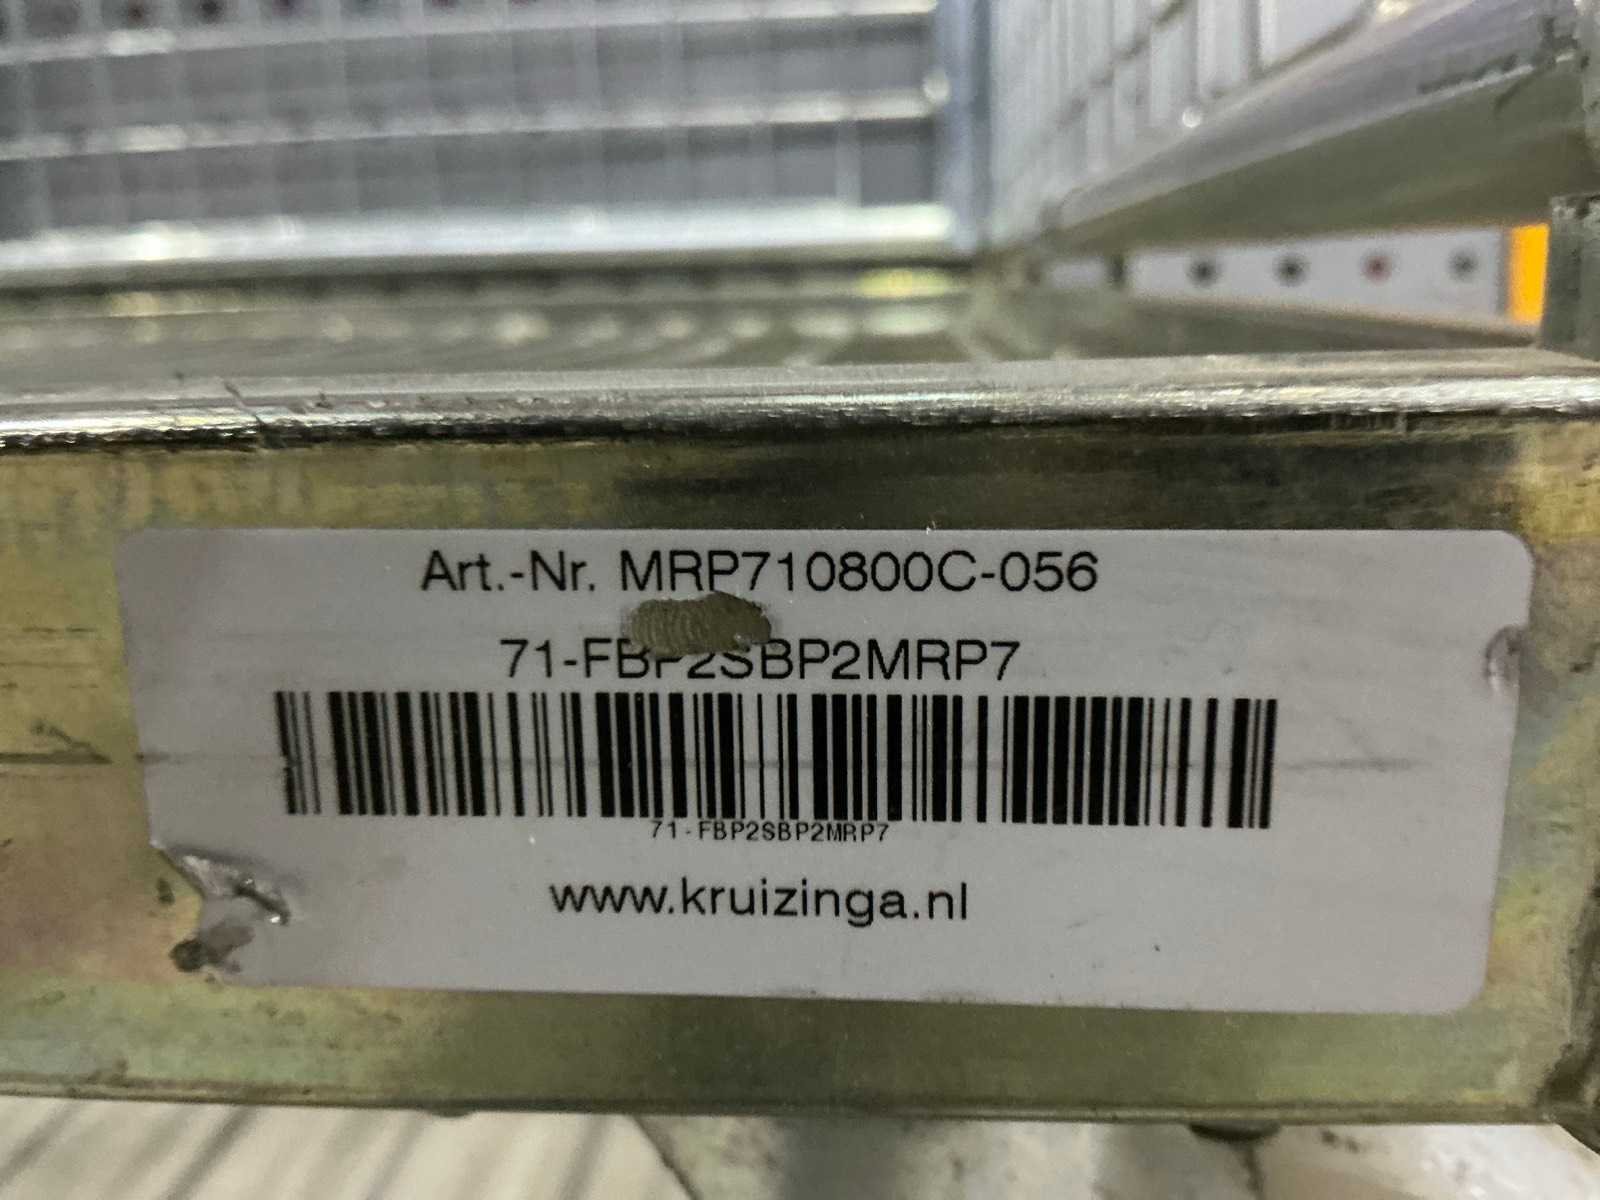 Art.-Nr. MRP710800C-056
71-FBP2SBP2MRP7
71-FBP2SBP2MRP7
www.kruizinga.nl